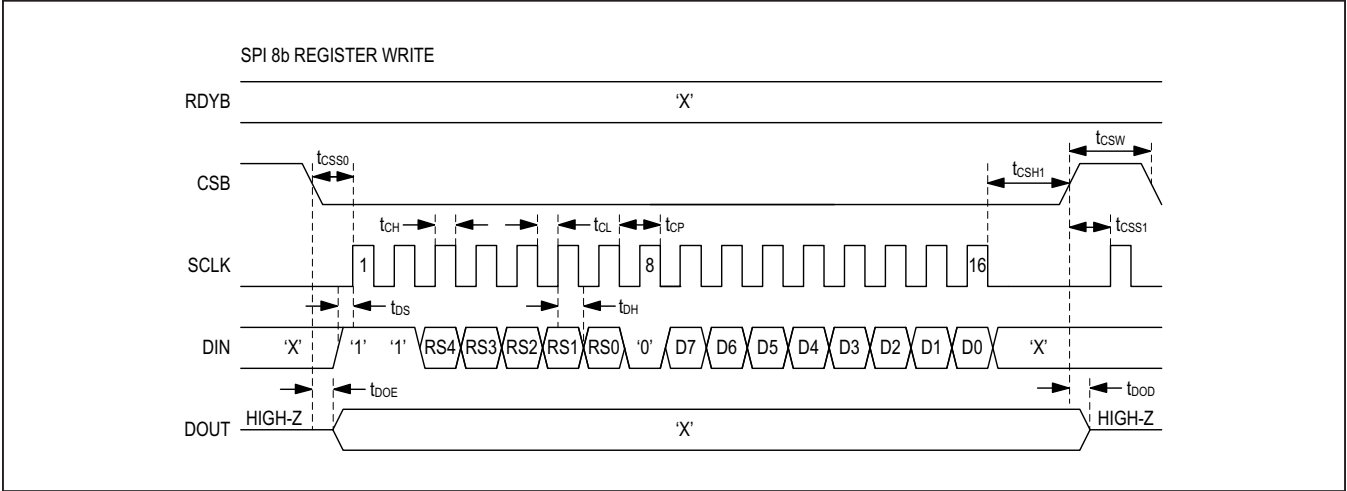 SPI 8b REGISTER WRITE
RDYB ‘X’
tCSW
tCSS0 tCSH1
CSB
tCH tCL tCP tCSS1
SCLK 1 8 16
tDS tDH
DIN ‘X’ ‘1’ ‘1’ RS4 RS3 RS2 RS1 RS0 ‘0’ D7 D6 D5 D4 D3 D2 D1 D0 ‘X’
tDOE tDOD
DOUT HIGH-Z ‘X’ HIGH-Z